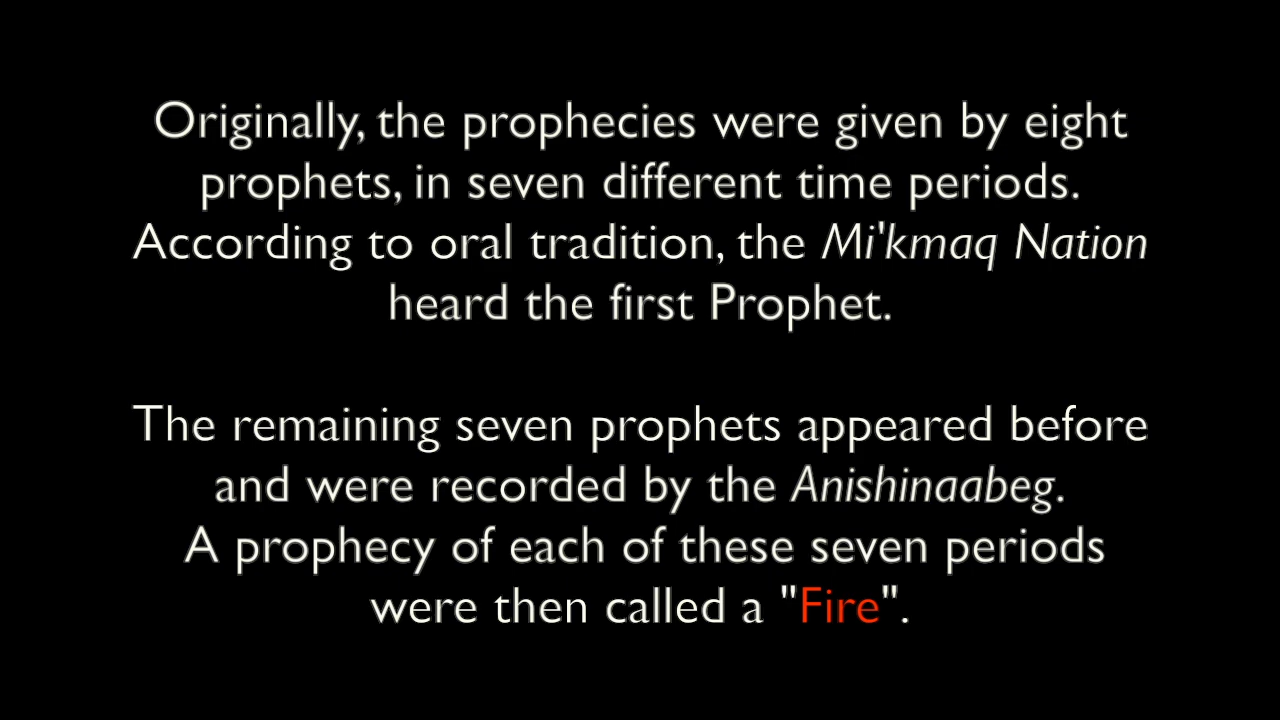 Originally, the prophecies were given by eight
prophets, in seven different time periods.
According to oral tradition, the Mi'kmaq Nation
heard the first Prophet.
The remaining seven prophets appeared before
and were recorded by the Anishinaabeg.
A prophecy of each of these seven periods
were then called a "Fire".